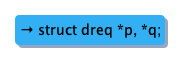 → struct dreq *p, *q;